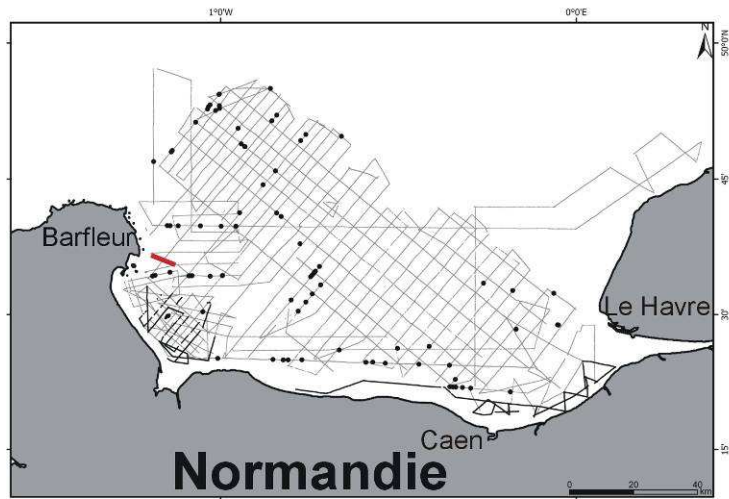 1°0'W 0°0'E
N
50°0'N
45'
Barfleur
Le Havre
30'
Caen
15'
Normandie
0 20 40
km